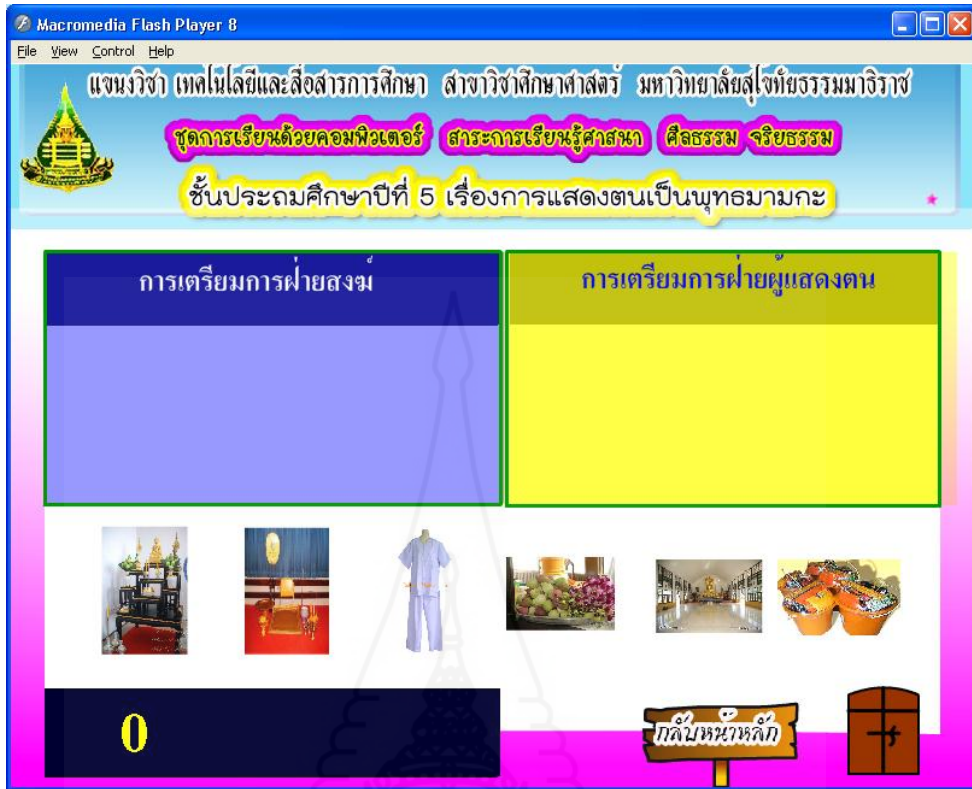 Macromedia Flash Player 8
File View Control Help
แขนงวิชา เทคโนโลยีและสื่อสารการศึกษา สาขาวิชาศึกษาศาสตร์ มหาวิทยาลัยสุโขทัยธรรมมาธิราช
ชุดการเรียนด้วยคอมพิวเตอร์ สาระการเรียนรู้ศาสนา ศีลธรรม จริยธรรม
ชั้นประถมศึกษาปีที่ 5 เรื่องการแสดงตนเป็นพุทธมามกะ
การเตรียมการฝ่ายสงฆ์
การเตรียมการฝ่ายผู้แสดงตน
0
กลับหน้าหลัก